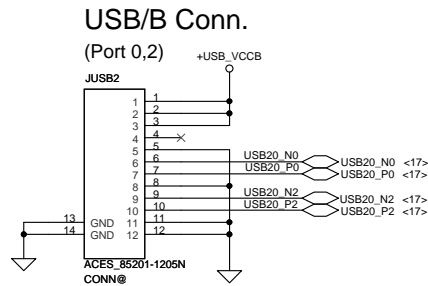 USB/B Conn.
(Port 0,2)
+USB_VCCB
JUSB2
1 1
2 2
3 3
4 4
5 5
6 6 USB20_N0 USB20_N0 <17>
7 7 USB20_P0 USB20_P0 <17>
8 8
9 9 USB20_N2 USB20_N2 <17>
10 10 USB20_P2 USB20_P2 <17>
13 GND 11 11
14 GND 12 12
ACES_85201-1205N
CONN@